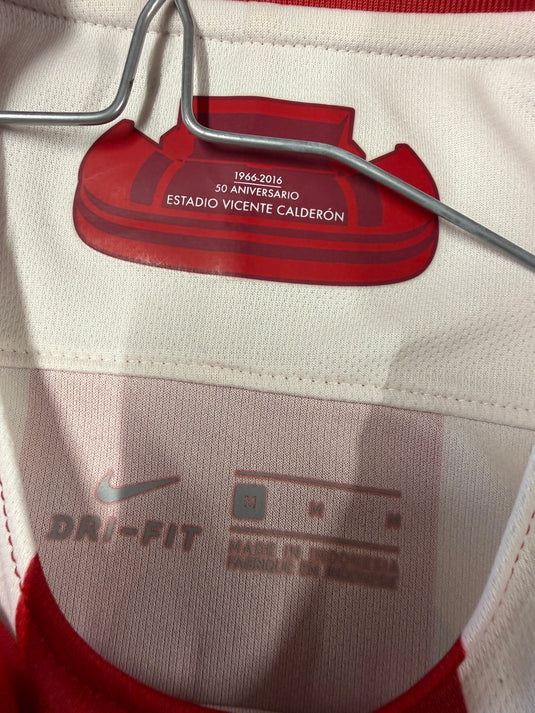 1966-2016
50 ANIVERSARIO
ESTADIO VICENTE CALDERÓN
DRI-FIT
M M M
MADE IN INDONESIA